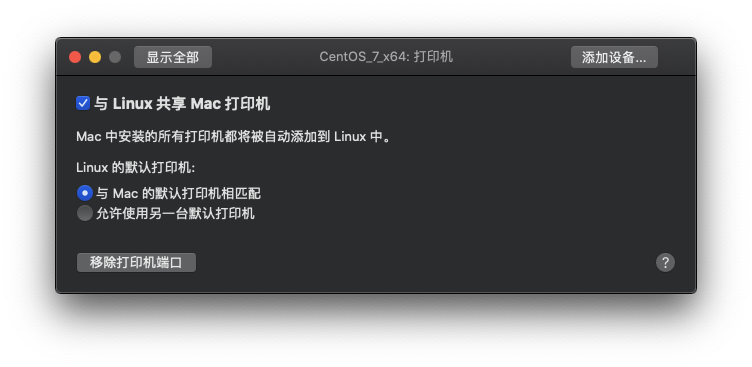 显示全部
CentOS_7_x64: 打印机
添加设备...
与 Linux 共享 Mac 打印机
Mac 中安装的所有打印机都将被自动添加到 Linux 中。
Linux 的默认打印机:
与 Mac 的默认打印机相匹配
允许使用另一台默认打印机
移除打印机端口
?